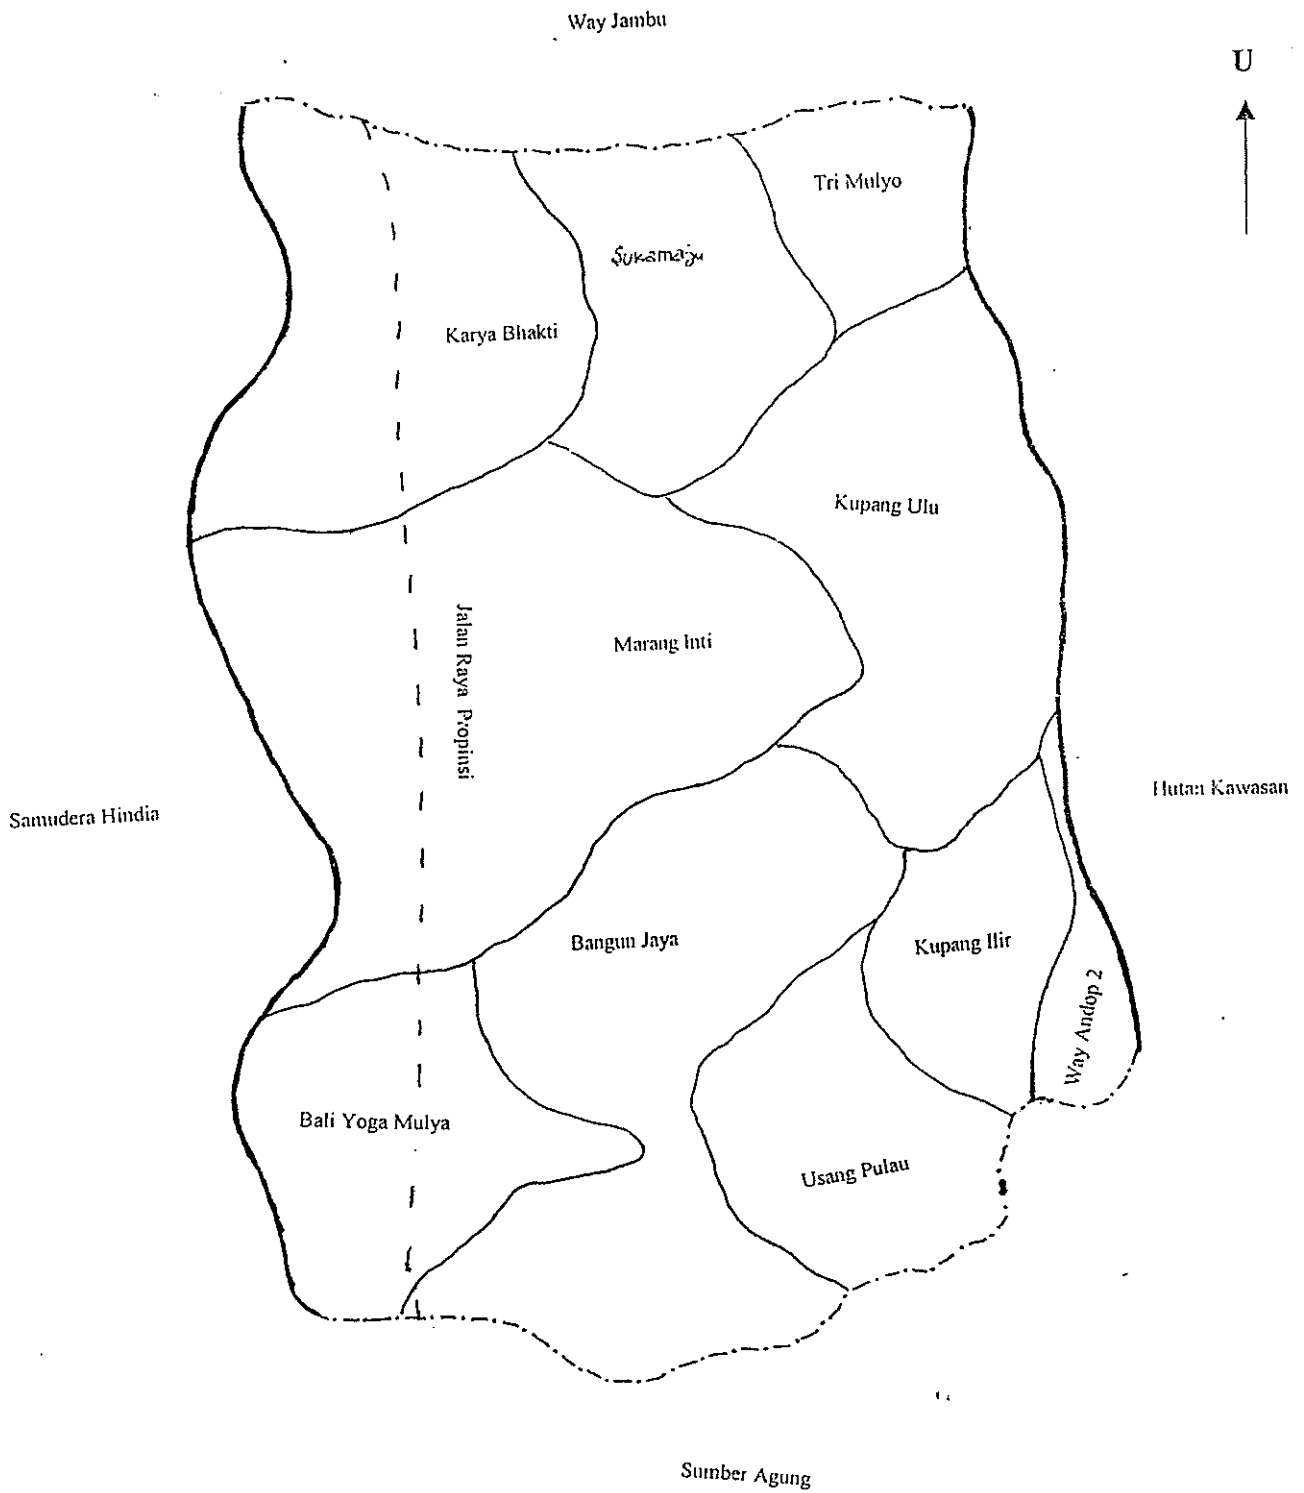 Way Jambu
U
Tri Mulyo
Sukamaju
Karya Bhakti
Kupang Ulu
Jalan Raya Propinsi
Marang Inti
Samudera Hindia
Hutan Kawasan
Bangun Jaya
Kupang Ilir
Way Andop 2
Bali Yoga Mulya
Usang Pulau
Sumber Agung